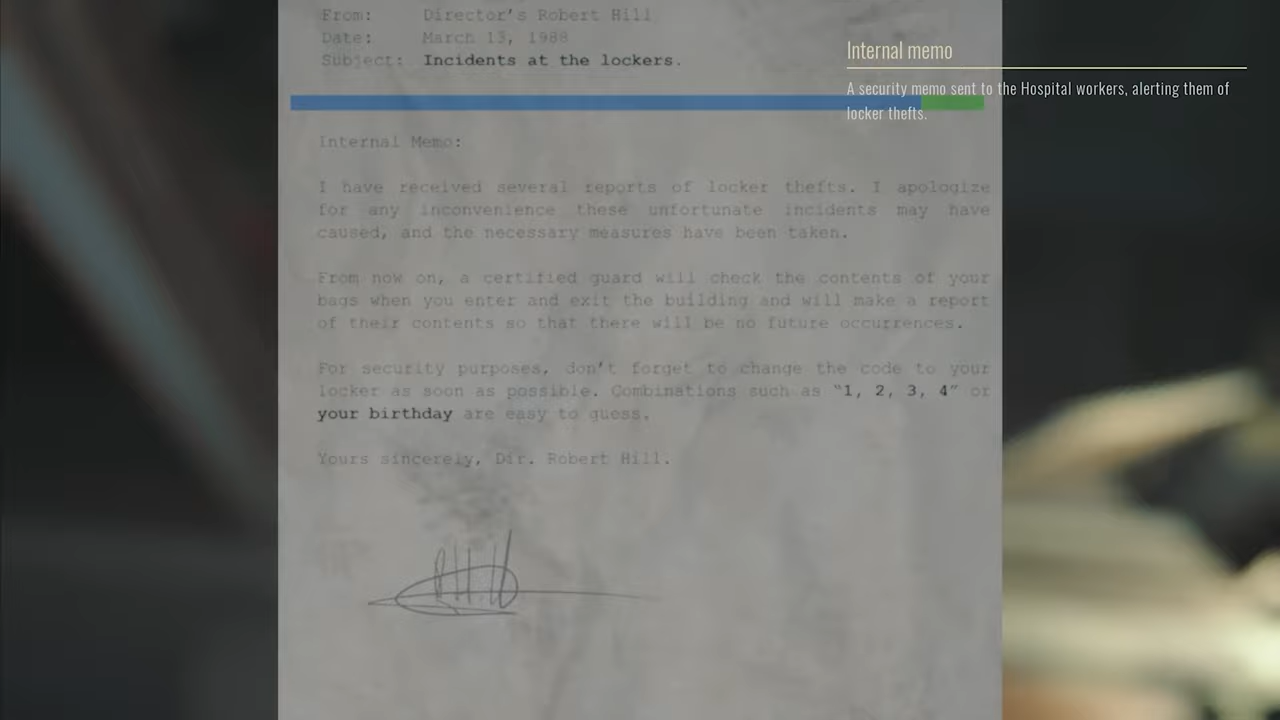 From: Director's Robert Hill
Date: March 13, 1988
Subject: Incidents at the lockers.
Internal memo
A security memo sent to the Hospital workers, alerting them of
locker thefts.
Internal Memo:
I have received several reports of locker thefts. I apologize
for any inconvenience these unfortunate incidents may have
caused, and the necessary measures have been taken.
From now on, a certified guard will check the contents of your
bags when you enter and exit the building and will make a report
of their contents so that there will be no future occurrences.
For security purposes, don't forget to change the code to your
locker as soon as possible. Combinations such as "1, 2, 3, 4" or
your birthday are easy to guess.
Yours sincerely, Dir. Robert Hill.